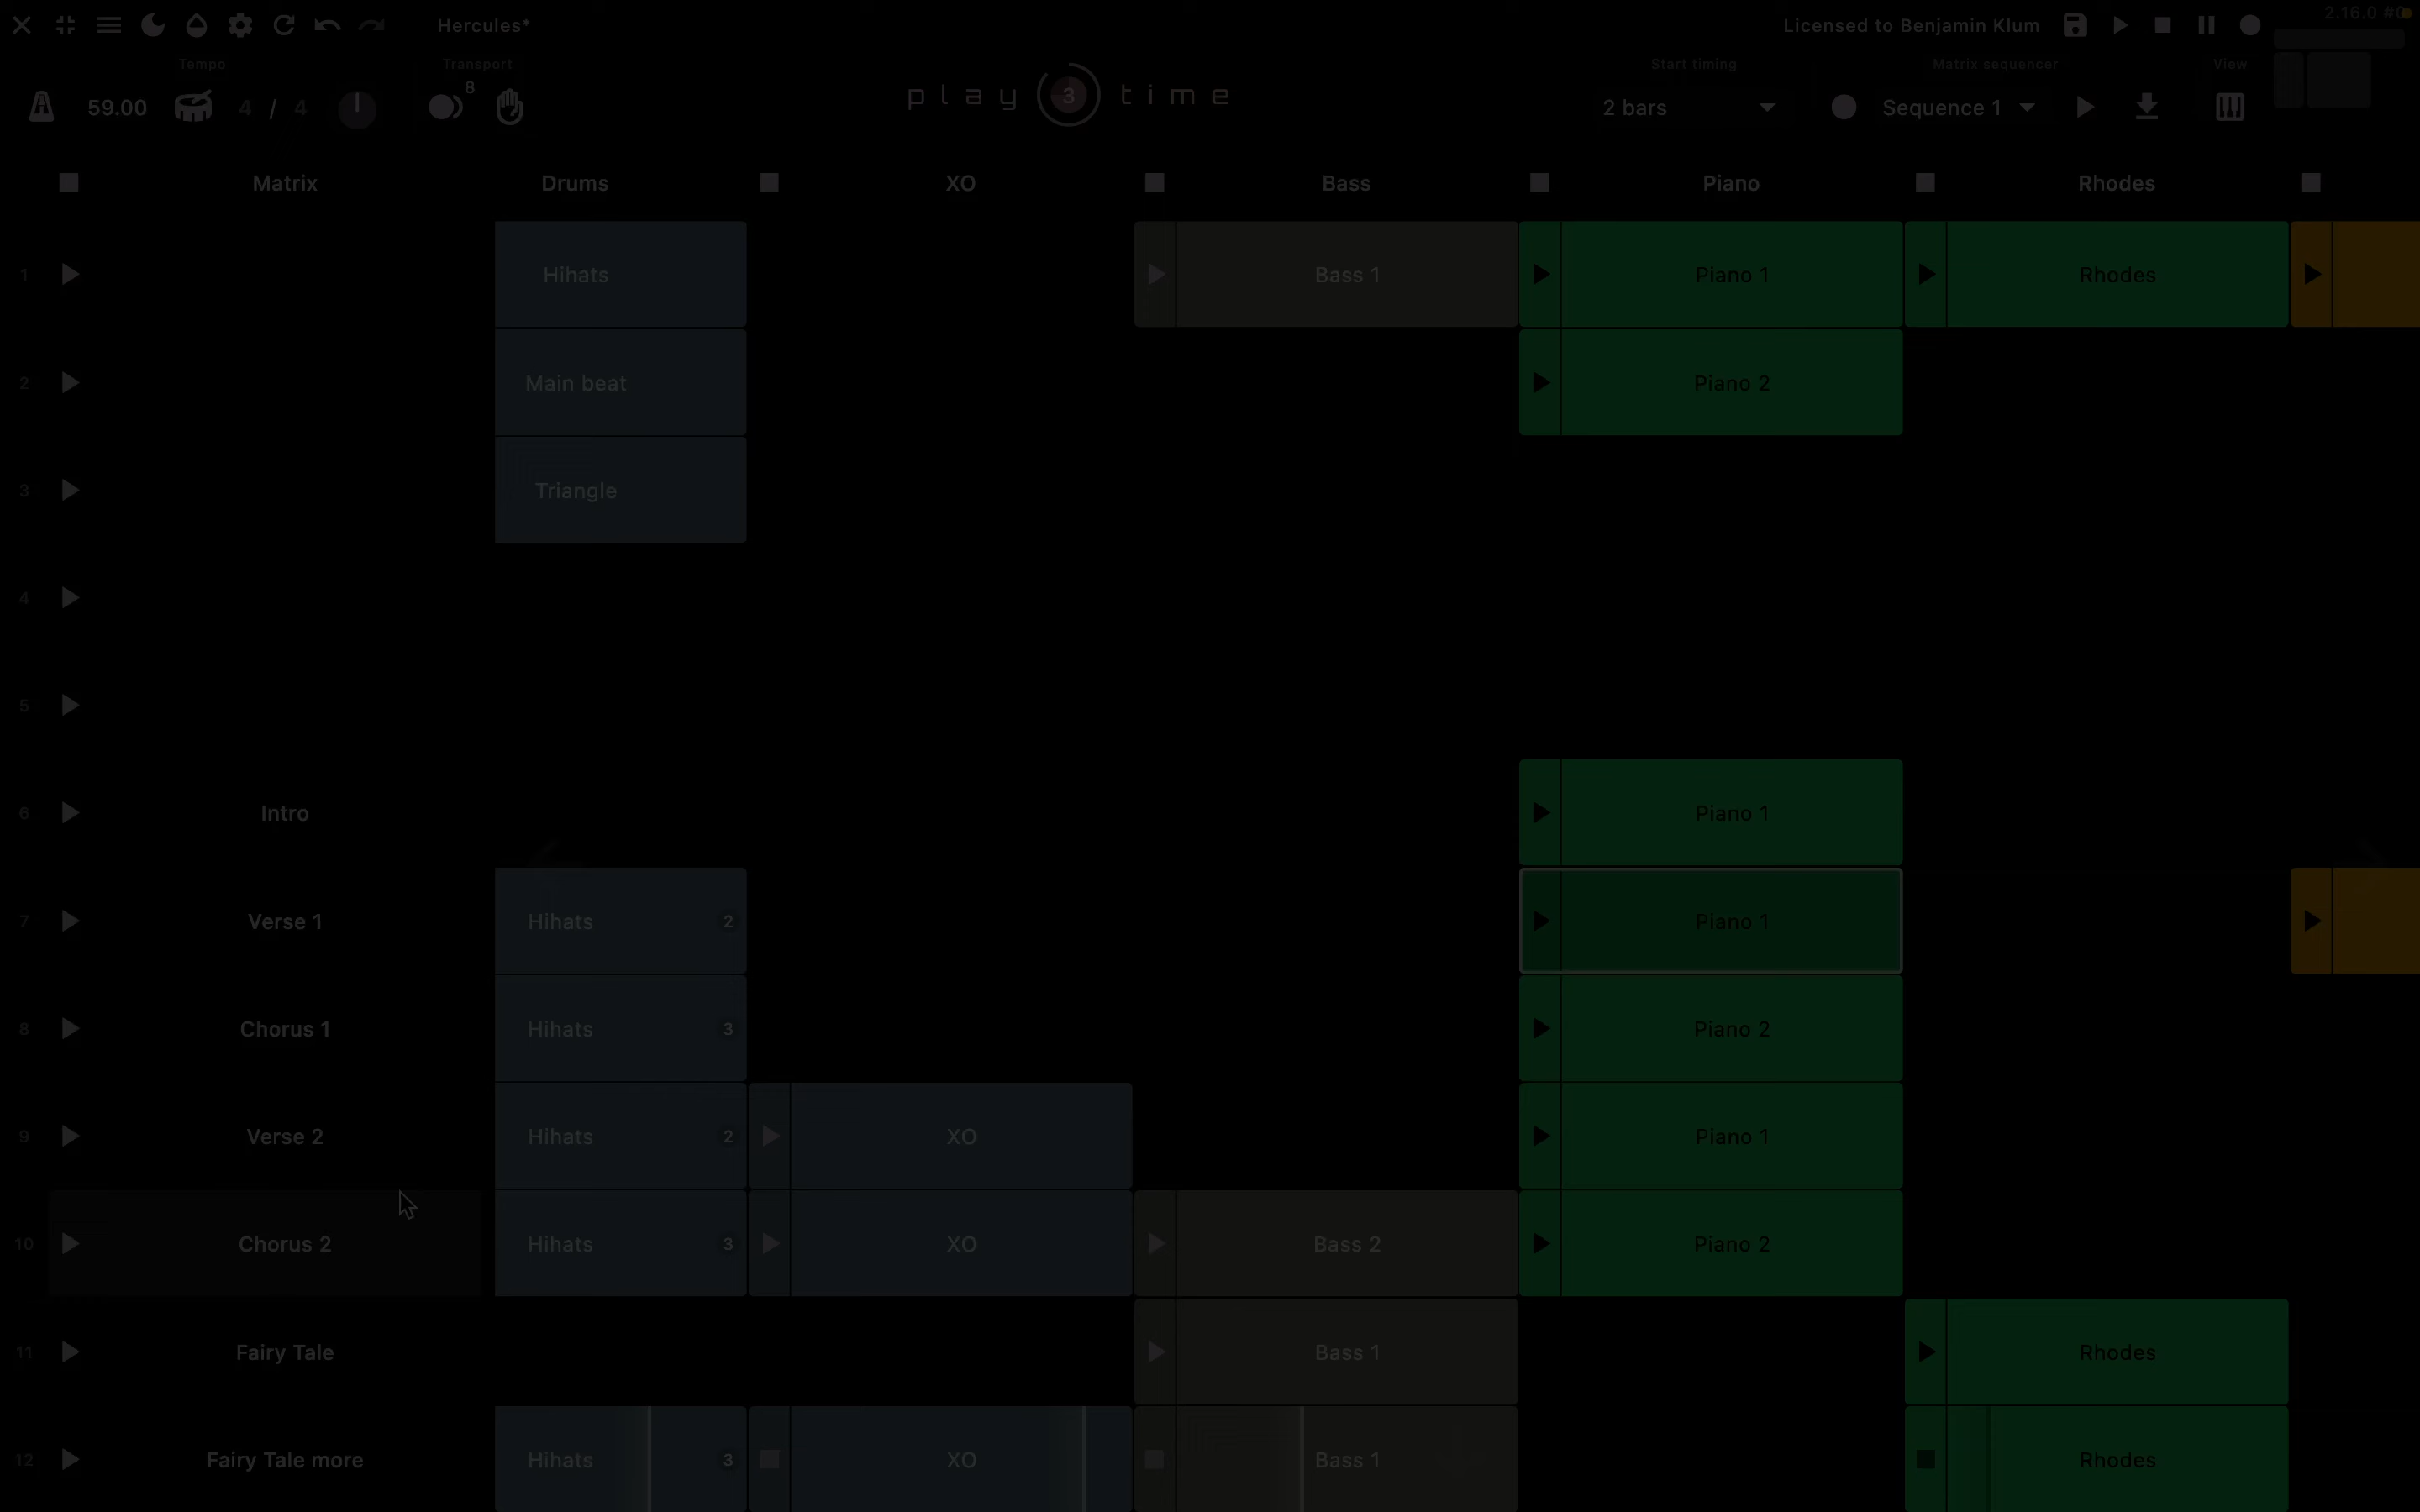 2.16.0
Hercules*
Licensed to Benjamin Klum
Tempo
Transport
Start timing
Matrix sequencer
View
59.00
4 / 4
8
play 3 time
2 bars
Sequence 1
Matrix
Drums
XO
Bass
Piano
Rhodes
1
Hihats
Bass 1
Piano 1
Rhodes
2
Main beat
Piano 2
3
Triangle
4
5
6
Intro
Piano 1
7
Verse 1
Hihats
2
Piano 1
8
Chorus 1
Hihats
3
Piano 2
9
Verse 2
Hihats
2
XO
Piano 1
10
Chorus 2
Hihats
3
XO
Bass 2
Piano 2
11
Fairy Tale
Bass 1
Rhodes
12
Fairy Tale more
Hihats
3
XO
Bass 1
Rhodes